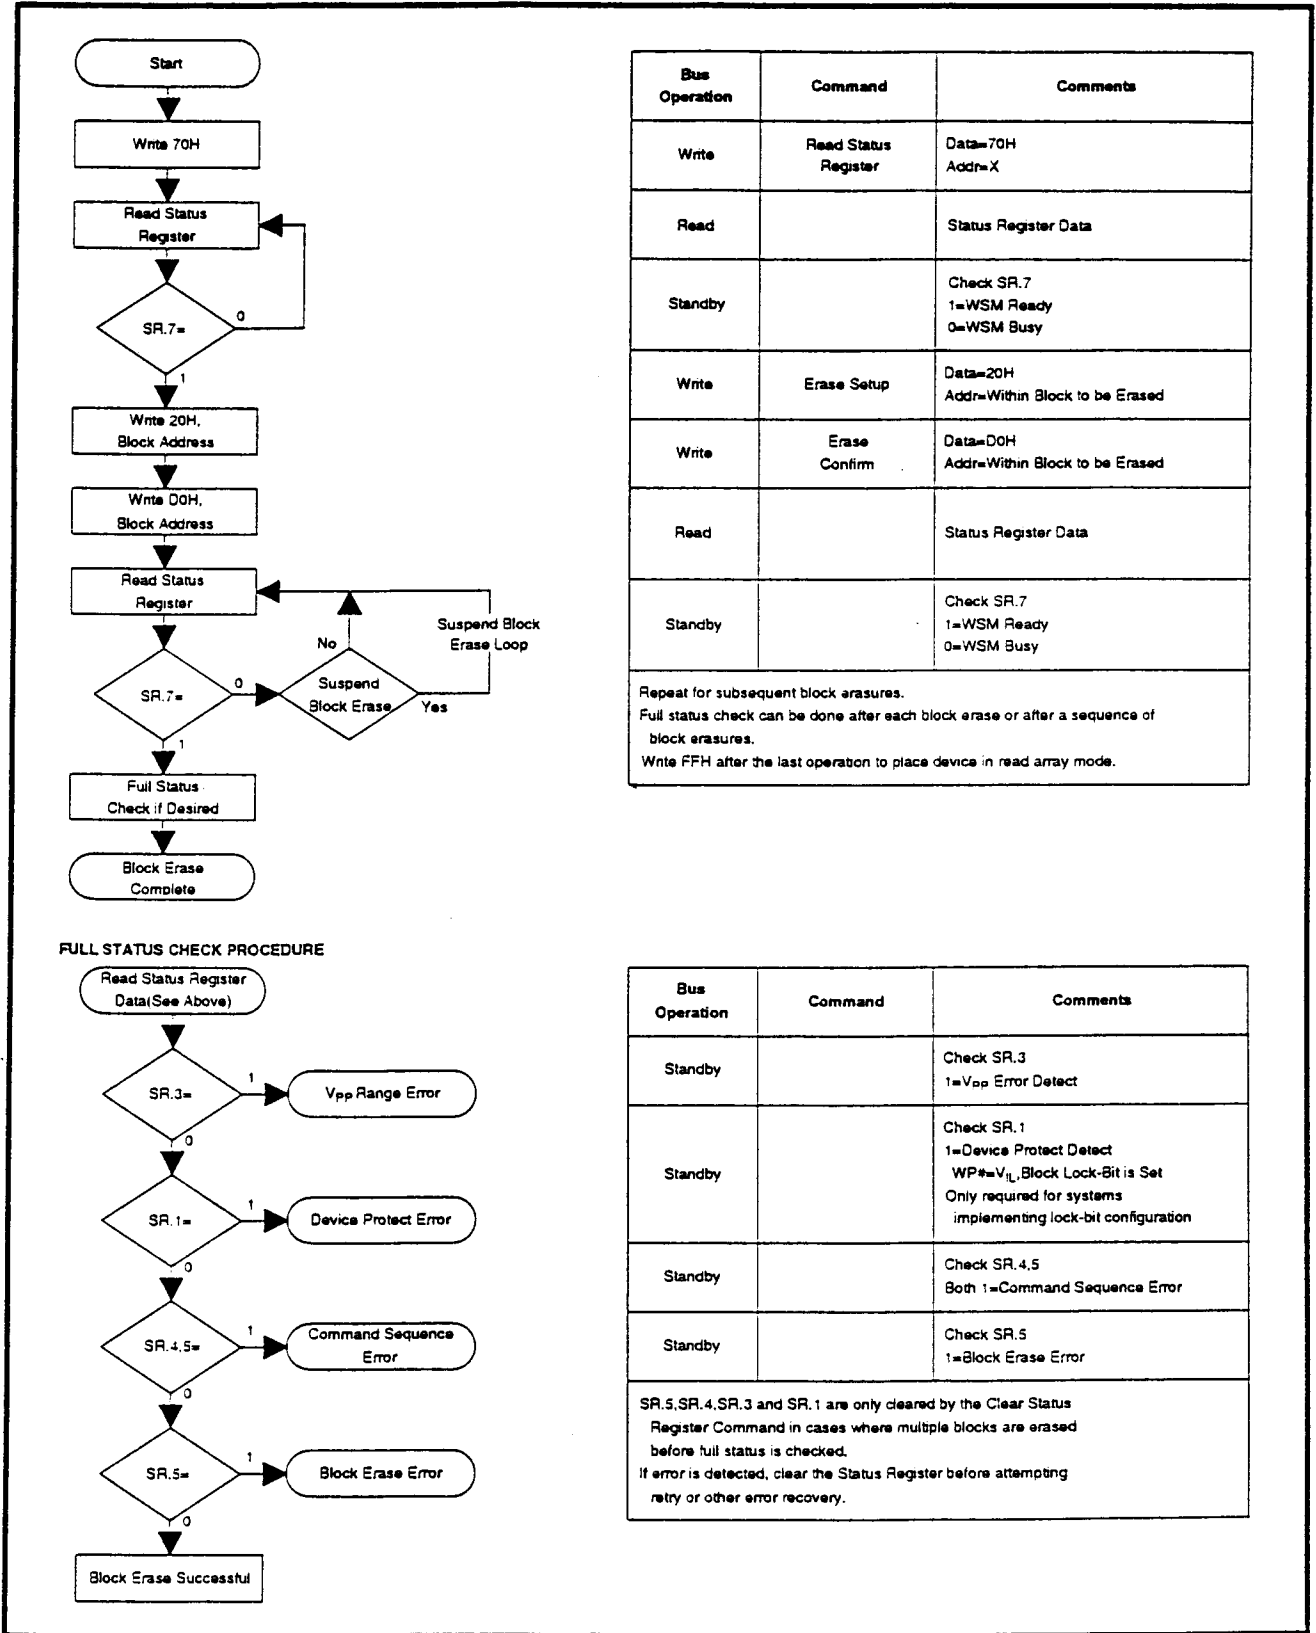 Start
Write 70H
Read Status
Register
SR.7=
0
1
Write 20H,
Block Address
Write D0H,
Block Address
Read Status
Register
SR.7=
0
1
No
Suspend
Block Erase
Yes
Suspend Block
Erase Loop
Full Status
Check if Desired
Block Erase
Complete
Bus
Operation
Command
Comments
Write
Read Status
Register
Data=70H
Addr=X
Read
Status Register Data
Standby
Check SR.7
1=WSM Ready
0=WSM Busy
Write
Erase Setup
Data=20H
Addr=Within Block to be Erased
Write
Erase
Confirm
Data=D0H
Addr=Within Block to be Erased
Read
Status Register Data
Standby
Check SR.7
1=WSM Ready
0=WSM Busy
Repeat for subsequent block erasures.
Full status check can be done after each block erase or after a sequence of
block erasures.
Write FFH after the last operation to place device in read array mode.
FULL STATUS CHECK PROCEDURE
Read Status Register
Data(See Above)
SR.3=
1
VPP Range Error
0
SR.1=
1
Device Protect Error
0
SR.4,5=
1
Command Sequence
Error
0
SR.5=
1
Block Erase Error
0
Block Erase Successful
Bus
Operation
Command
Comments
Standby
Check SR.3
1=VPP Error Detect
Standby
Check SR.1
1=Device Protect Detect
WP#=VIL,Block Lock-Bit is Set
Only required for systems
implementing lock-bit configuration
Standby
Check SR.4,5
Both 1=Command Sequence Error
Standby
Check SR.5
1=Block Erase Error
SR.5,SR.4,SR.3 and SR.1 are only cleared by the Clear Status
Register Command in cases where multiple blocks are erased
before full status is checked.
If error is detected, clear the Status Register before attempting
retry or other error recovery.